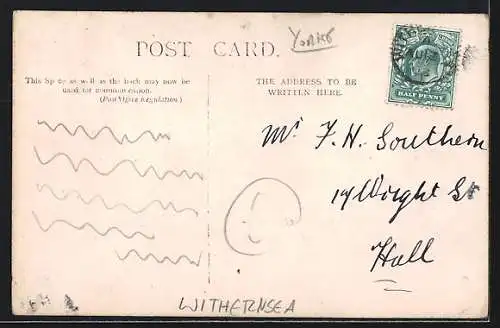 Yorks
POST CARD.
This Space as well as the back may now be
used for communication.
(Post Office Regulation)
THE ADDRESS TO BE
WRITTEN HERE.
HALF PENNY
Mr. F. H. Southern
Wright St
Hull
WITHERNSEA